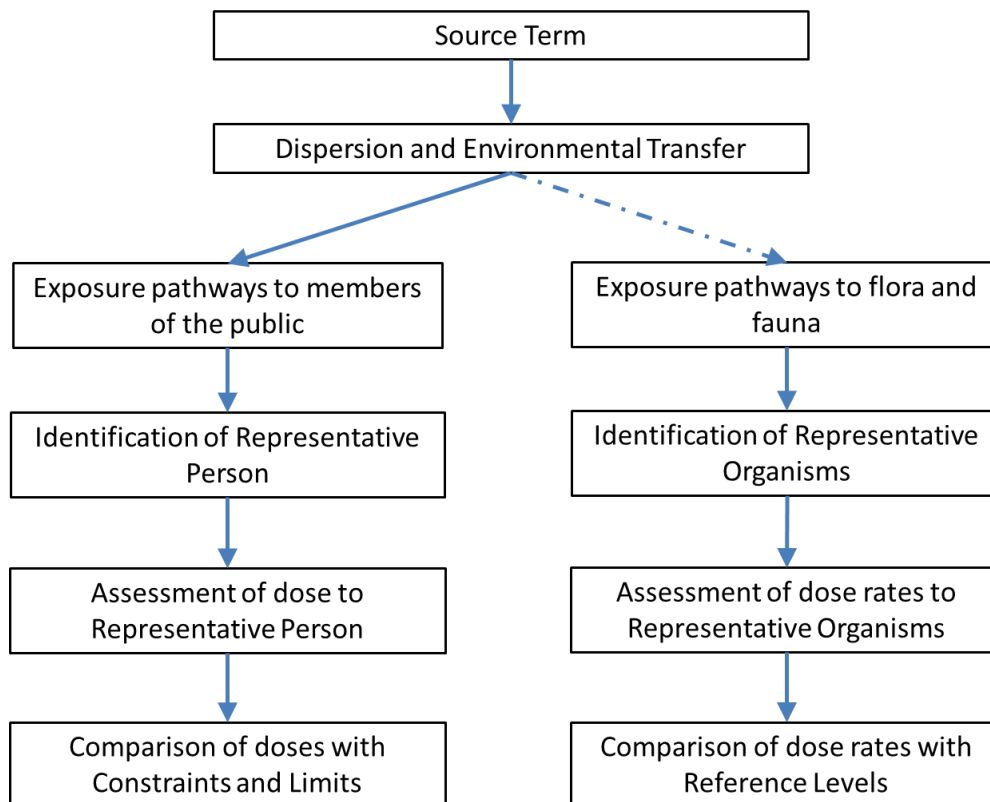 Source Term
Dispersion and Environmental Transfer
Exposure pathways to members
of the public
Exposure pathways to flora and
fauna
Identification of Representative
Person
Identification of Representative
Organisms
Assessment of dose to
Representative Person
Assessment of dose rates to
Representative Organisms
Comparison of doses with
Constraints and Limits
Comparison of dose rates with
Reference Levels